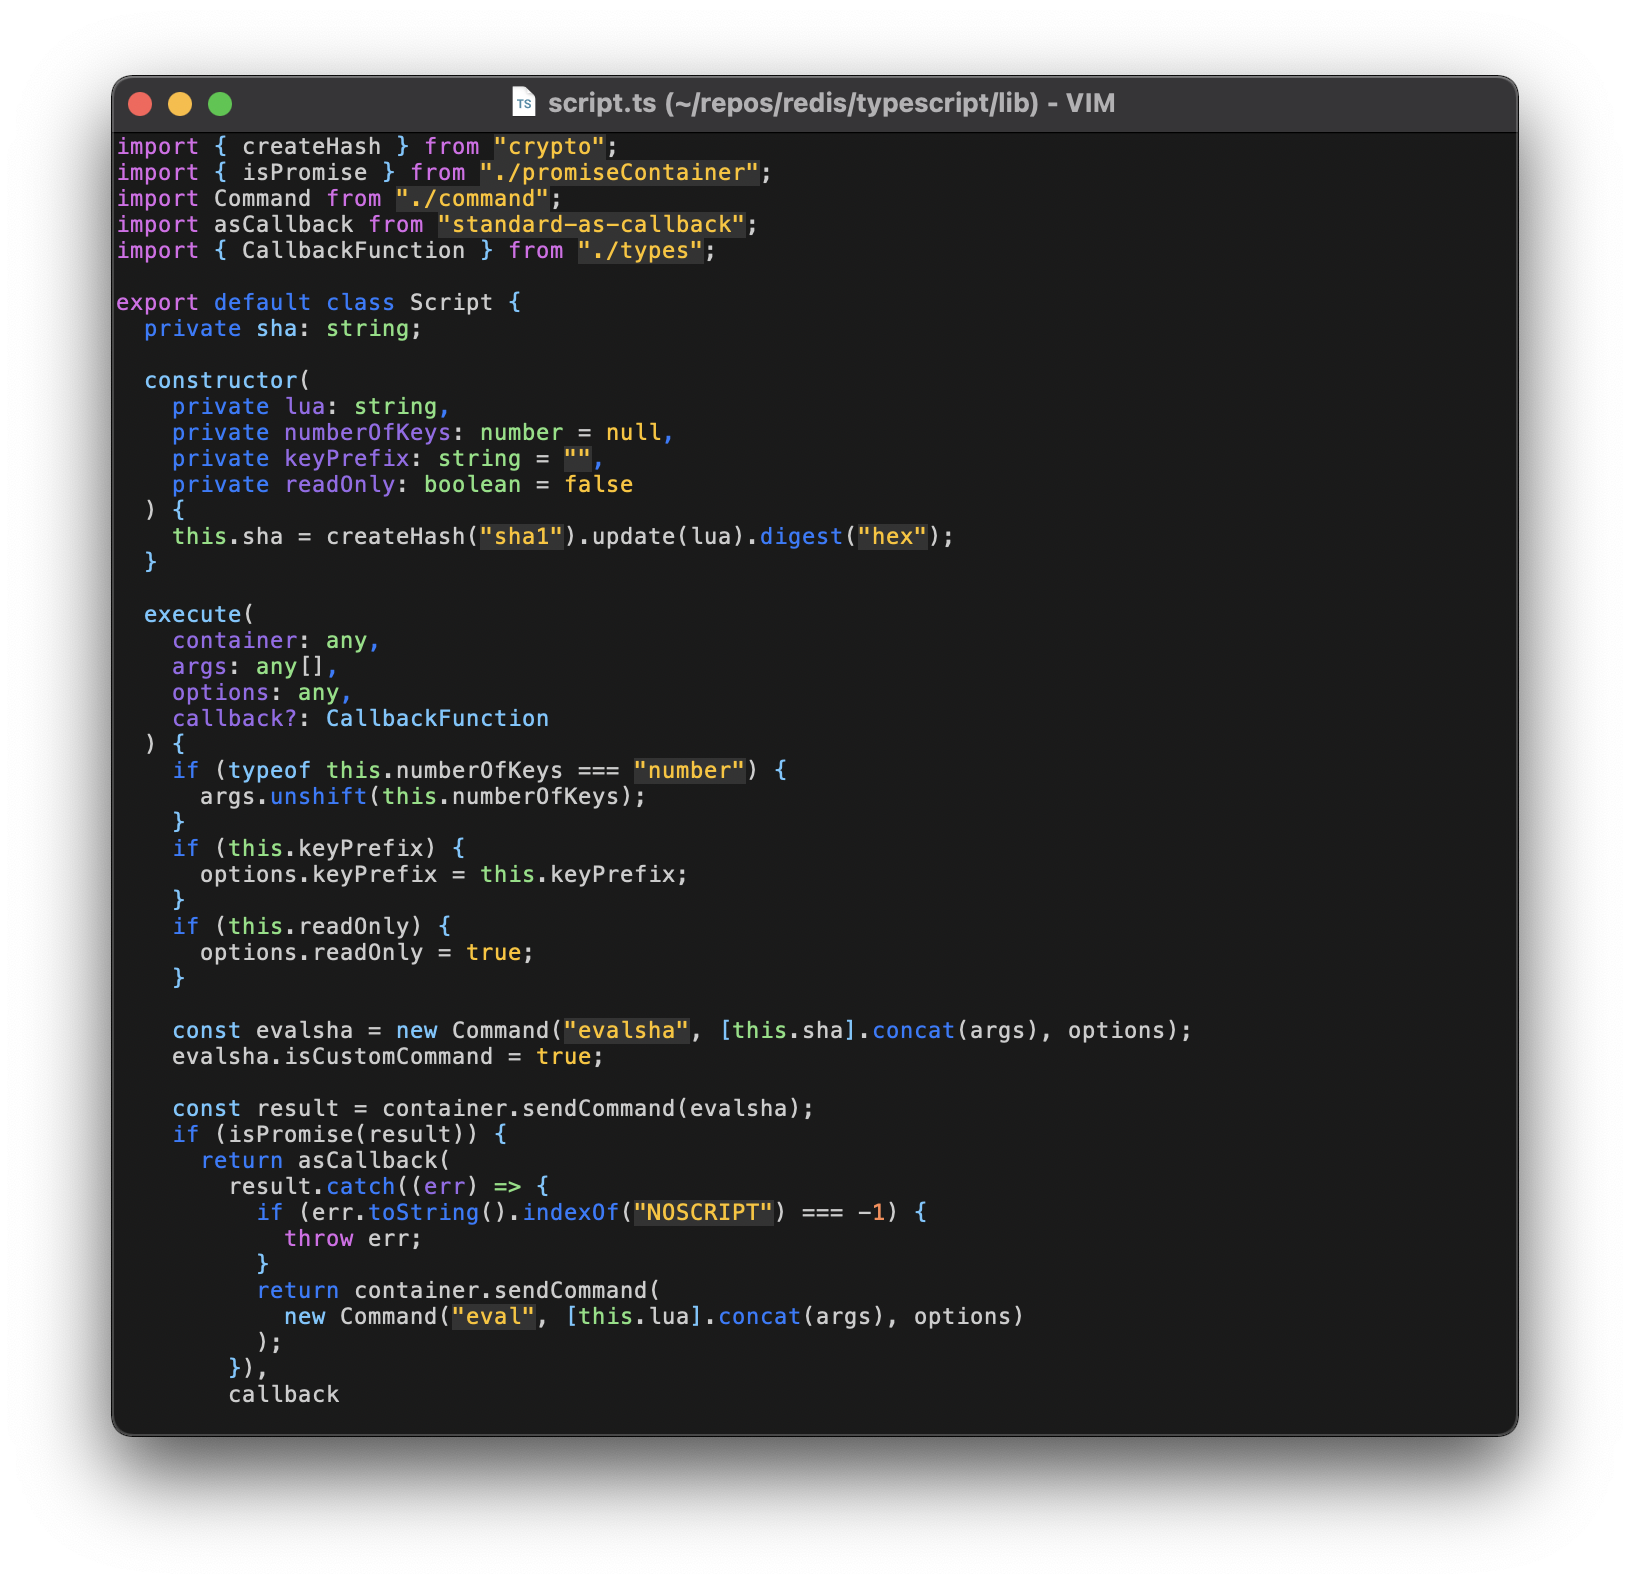 TS script.ts (~/repos/redis/typescript/lib) - VIM
import { createHash } from "crypto";
import { isPromise } from "./promiseContainer";
import Command from "./command";
import asCallback from "standard-as-callback";
import { CallbackFunction } from "./types";

export default class Script {
  private sha: string;

  constructor(
    private lua: string,
    private numberOfKeys: number = null,
    private keyPrefix: string = "",
    private readOnly: boolean = false
  ) {
    this.sha = createHash("sha1").update(lua).digest("hex");
  }

  execute(
    container: any,
    args: any[],
    options: any,
    callback?: CallbackFunction
  ) {
    if (typeof this.numberOfKeys === "number") {
      args.unshift(this.numberOfKeys);
    }
    if (this.keyPrefix) {
      options.keyPrefix = this.keyPrefix;
    }
    if (this.readOnly) {
      options.readOnly = true;
    }

    const evalsha = new Command("evalsha", [this.sha].concat(args), options);
    evalsha.isCustomCommand = true;

    const result = container.sendCommand(evalsha);
    if (isPromise(result)) {
      return asCallback(
        result.catch((err) => {
          if (err.toString().indexOf("NOSCRIPT") === -1) {
            throw err;
          }
          return container.sendCommand(
            new Command("eval", [this.lua].concat(args), options)
          );
        }),
        callback